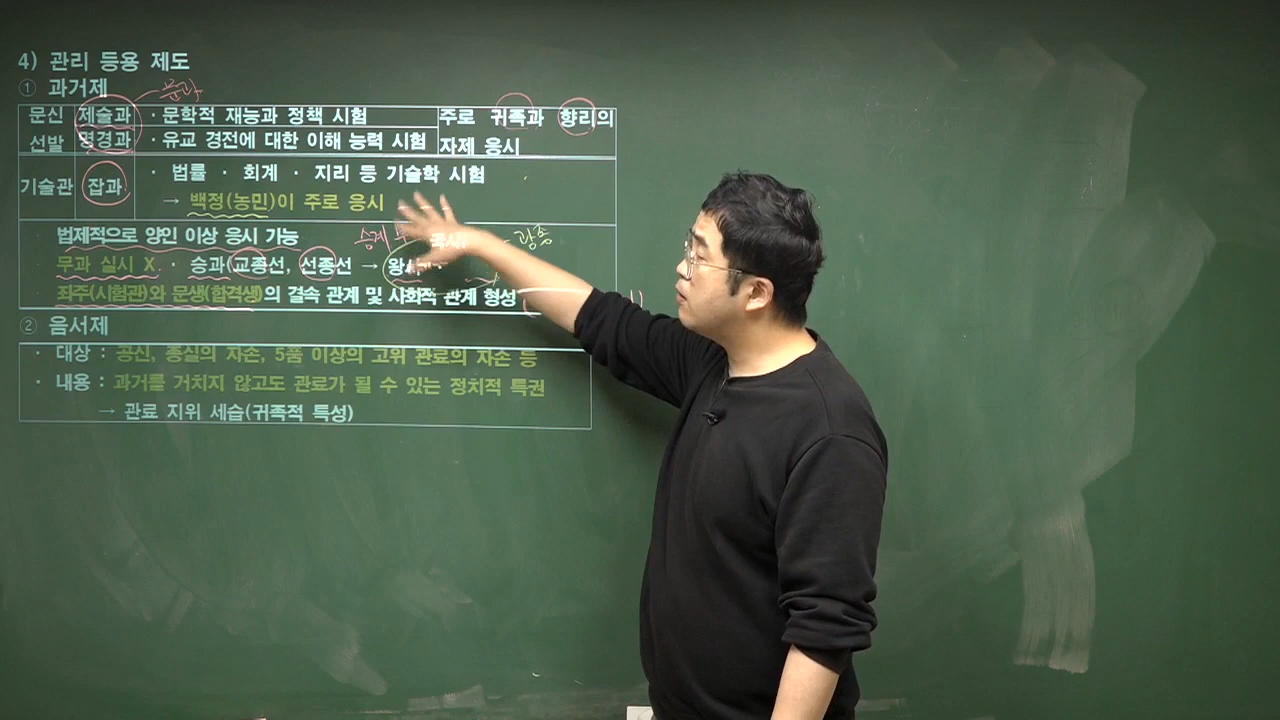 4) 관리 등용 제도
① 과거제
문과
문신 제술과 · 문학적 재능과 정책 시험 주로 귀족과 향리의
선발 명경과 · 유교 경전에 대한 이해 능력 시험 자제 응시
기술관 잡과 · 법률 · 회계 · 지리 등 기술학 시험
→ 백정(농민)이 주로 응시
법제적으로 양인 이상 응시 가능 승계 광종
무과 실시 X · 승과(교종선, 선종선 → 왕사
좌주(시험관)와 문생(합격생)의 결속 관계 및 사회적 관계 형성
② 음서제
· 대상 : 공신, 종실의 자손, 5품 이상의 고위 관료의 자손 등
· 내용 : 과거를 거치지 않고도 관료가 될 수 있는 정치적 특권
→ 관료 지위 세습(귀족적 특성)